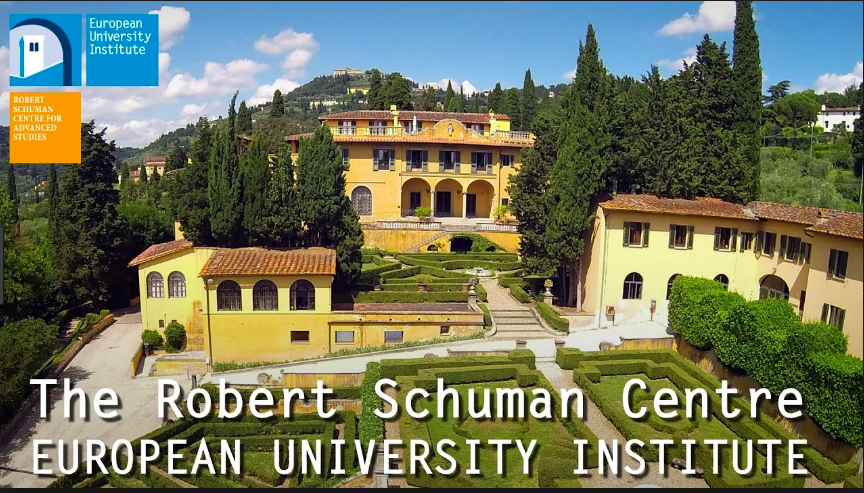 European
University
Institute
ROBERT
SCHUMAN
CENTRE FOR
ADVANCED
STUDIES
The Robert Schuman Centre
EUROPEAN UNIVERSITY INSTITUTE